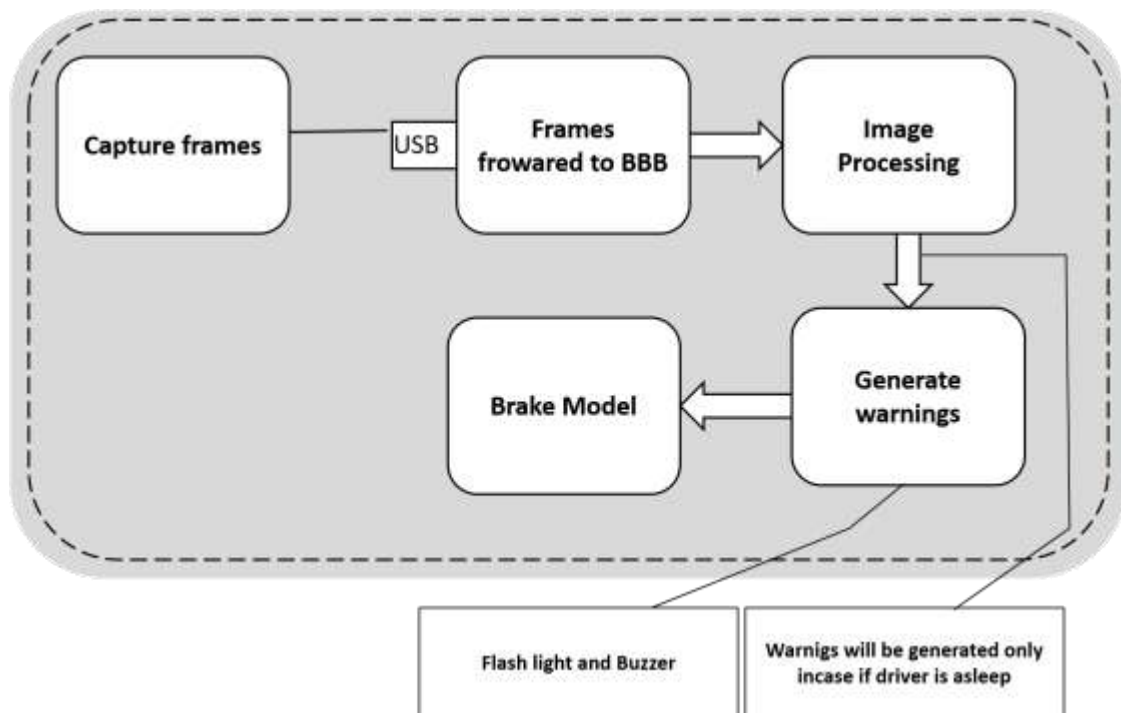 Capture frames
USB
Frames
frowared to BBB
Image
Processing
Brake Model
Generate
warnings
Flash light and Buzzer
Warnigs will be generated only
incase if driver is asleep